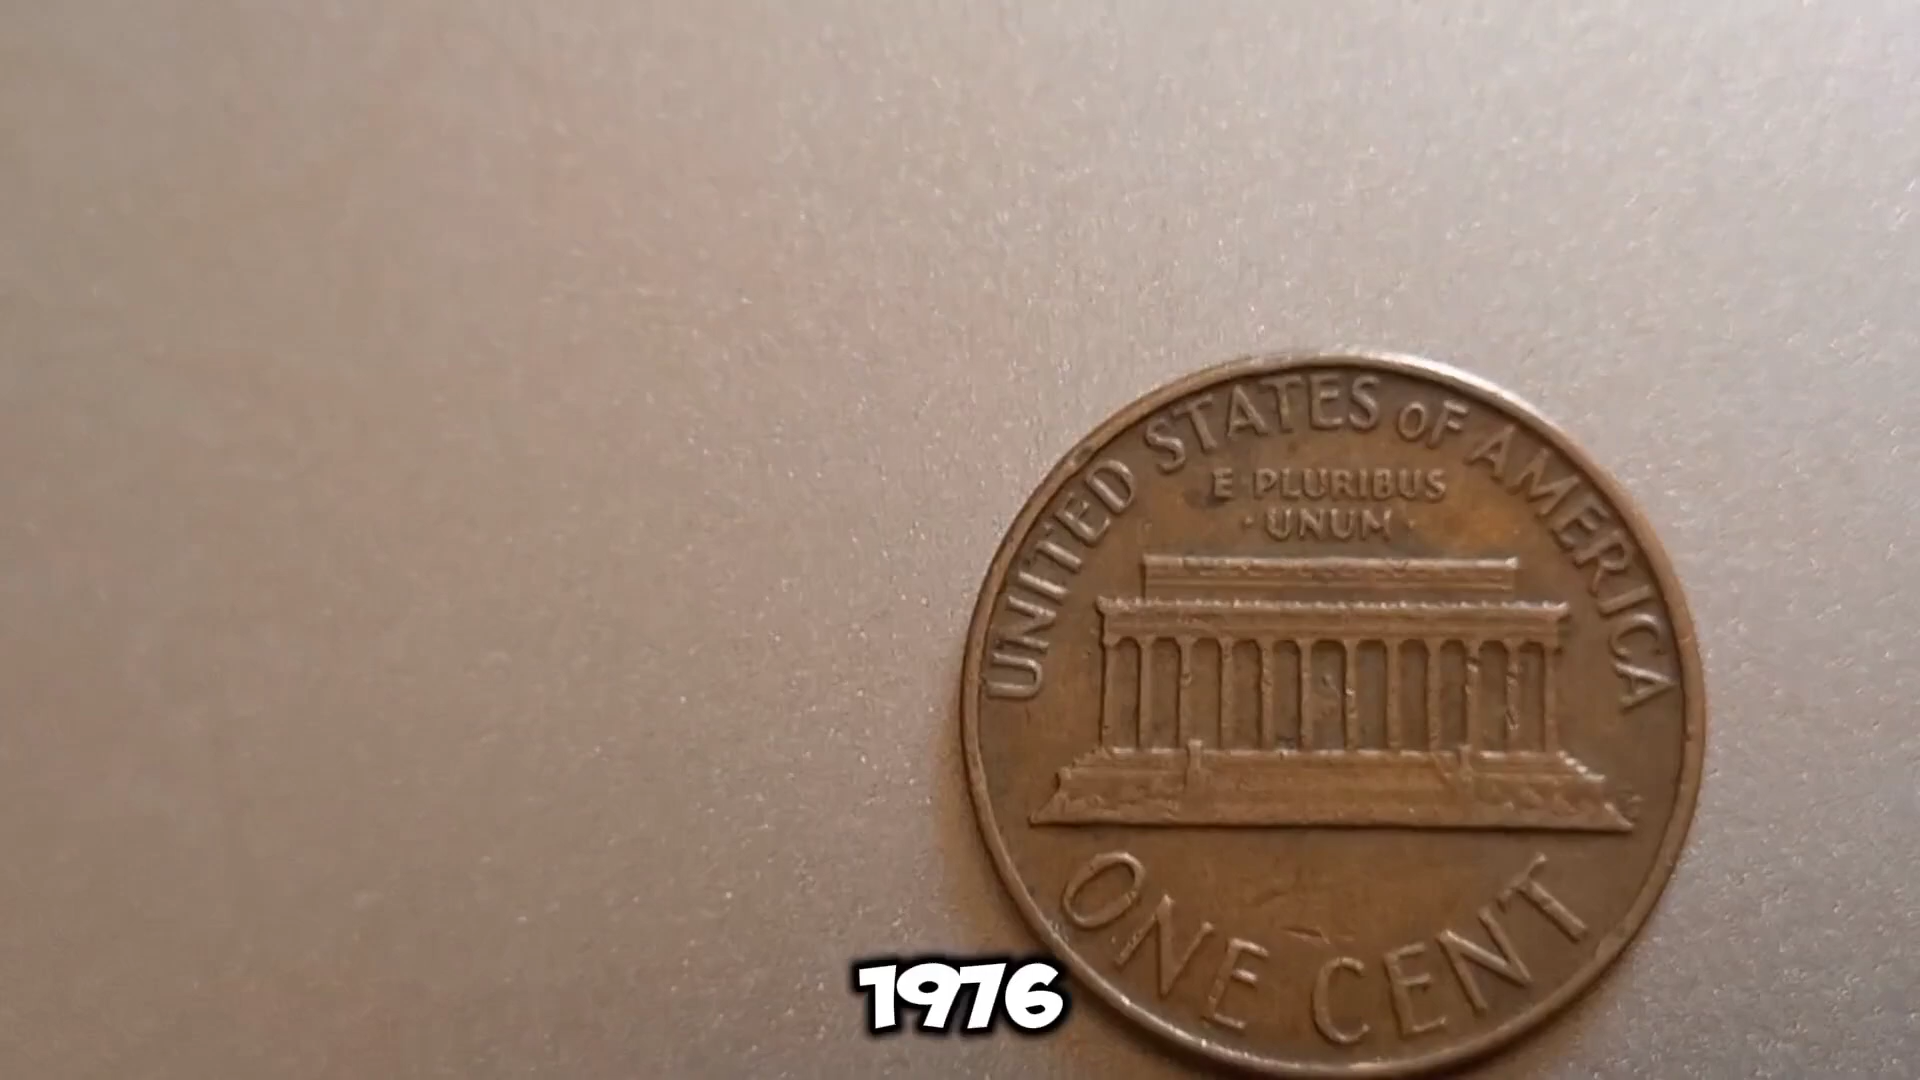 UNITED STATES OF AMERICA
E PLURIBUS
· UNUM ·
ONE CENT
1976